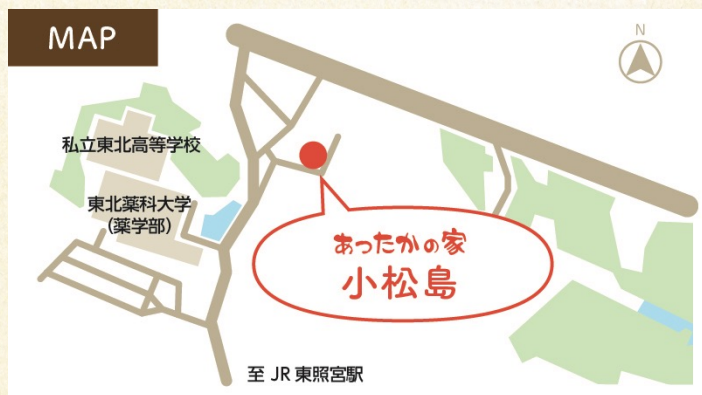 MAP
N
私立東北高等学校
東北薬科大学
(薬学部)
あったかの家
小松島
至 JR 東照宮駅